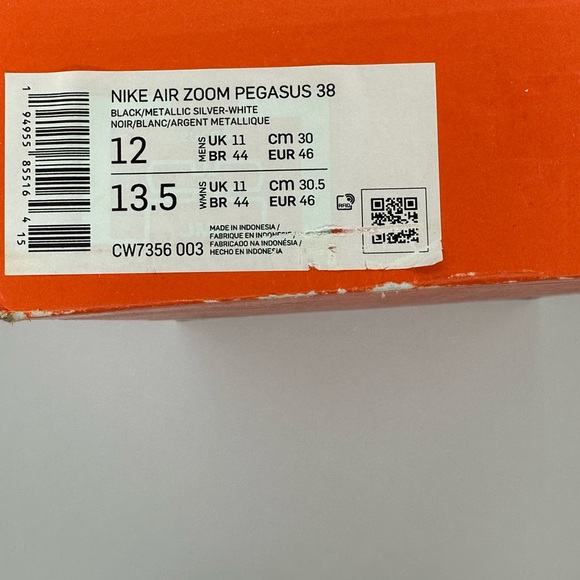 NIKE AIR ZOOM PEGASUS 38
BLACK/METALLIC SILVER-WHITE
NOIR/BLANC/ARGENT METALLIQUE
12 MENS UK 11 CM 30
BR 44 EUR 46
13.5 WMNS UK 11 CM 30.5
BR 44 EUR 46
RFID
CW7356 003
MADE IN INDONESIA /
FABRIQUE EN INDONESIE /
FABRICADO NA INDONÉSIA /
HECHO EN INDONESIA
1 94955 85516 4 15